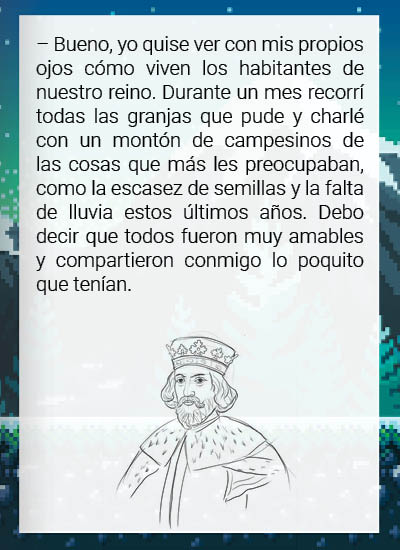 – Bueno, yo quise ver con mis propios
ojos cómo viven los habitantes de
nuestro reino. Durante un mes recorrí
todas las granjas que pude y charlé
con un montón de campesinos de
las cosas que más les preocupaban,
como la escasez de semillas y la falta
de lluvia estos últimos años. Debo
decir que todos fueron muy amables
y compartieron conmigo lo poquito
que tenían.